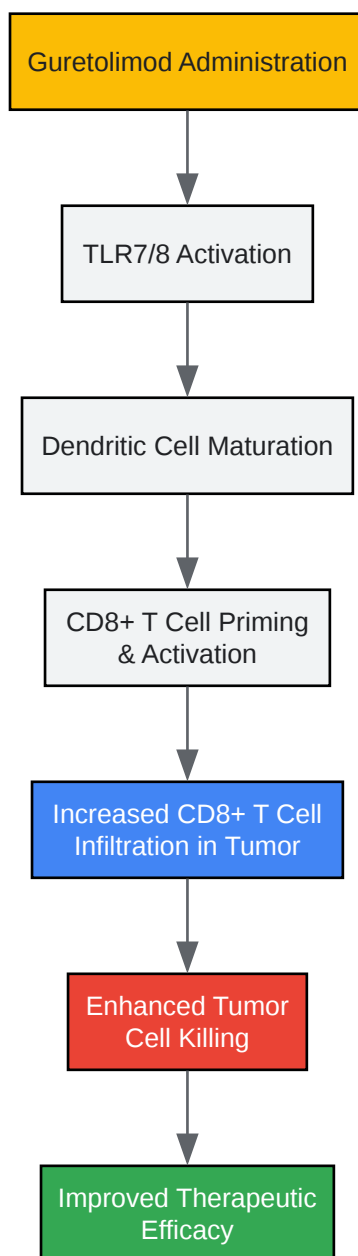 Guretolimod Administration
TLR7/8 Activation
Dendritic Cell Maturation
CD8+ T Cell Priming
& Activation
Increased CD8+ T Cell
Infiltration in Tumor
Enhanced Tumor
Cell Killing
Improved Therapeutic
Efficacy